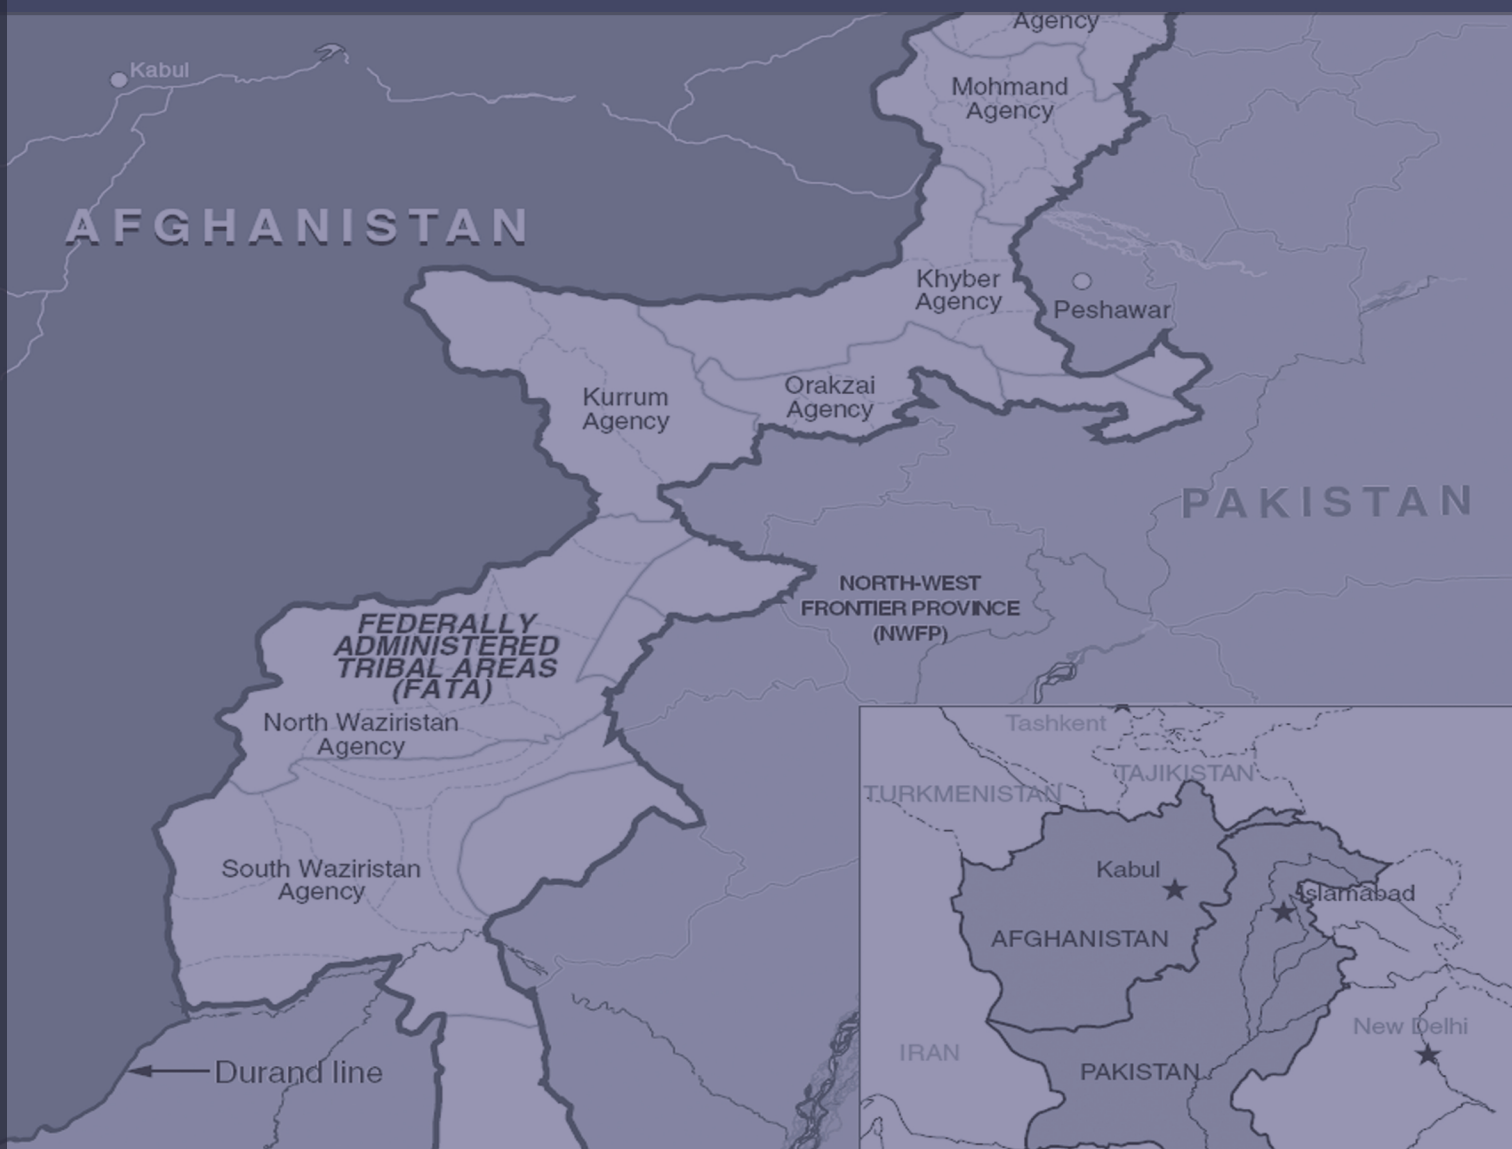 Agency
Kabul
Mohmand
Agency
AFGHANISTAN
Khyber
Agency
Peshawar
Kurrum
Agency
Orakzai
Agency
PAKISTAN
NORTH-WEST
FRONTIER PROVINCE
(NWFP)
FEDERALLY
ADMINISTERED
TRIBAL AREAS
(FATA)
North Waziristan
Agency
South Waziristan
Agency
Durand line
Tashkent
TAJIKISTAN
TURKMENISTAN
Kabul
Islamabad
AFGHANISTAN
New Delhi
IRAN
PAKISTAN